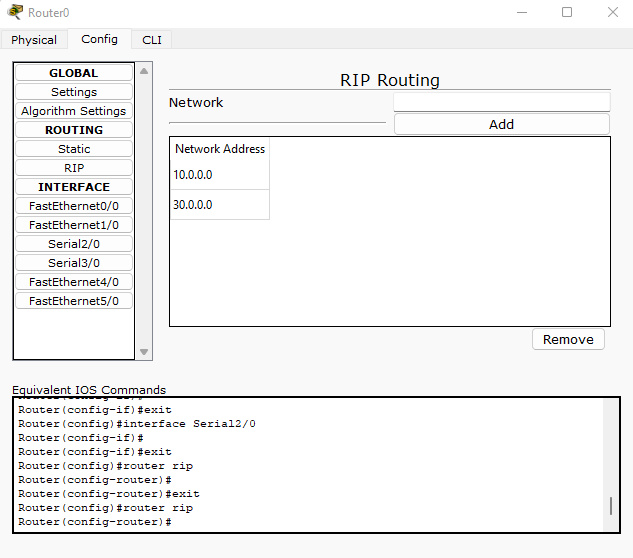 Router0
Physical Config CLI
GLOBAL
Settings
Algorithm Settings
ROUTING
Static
RIP
INTERFACE
FastEthernet0/0
FastEthernet1/0
Serial2/0
Serial3/0
FastEthernet4/0
FastEthernet5/0
RIP Routing
Network
Add
Network Address
10.0.0.0
30.0.0.0
Remove
Equivalent IOS Commands
Router(config-if)#exit
Router(config)#interface Serial2/0
Router(config-if)#
Router(config-if)#exit
Router(config)#router rip
Router(config-router)#
Router(config-router)#exit
Router(config)#router rip
Router(config-router)#